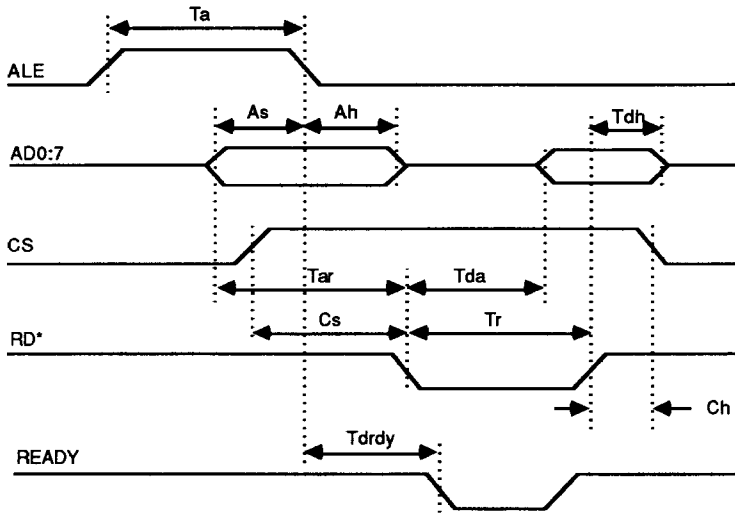 Ta
ALE
As Ah Tdh
AD0:7
CS
Tar Tda
Cs Tr
RD*
Ch
Tdrdy
READY